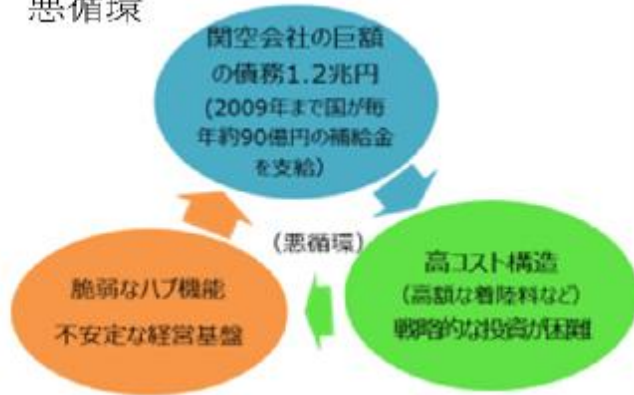 悪循環
関空会社の巨額
の債務1.2兆円
(2009年まで国が毎
年約90億円の補給金
を支給)
(悪循環)
高コスト構造
(高額な着陸料など)
戦略的な投資が困難
脆弱なハブ機能
不安定な経営基盤